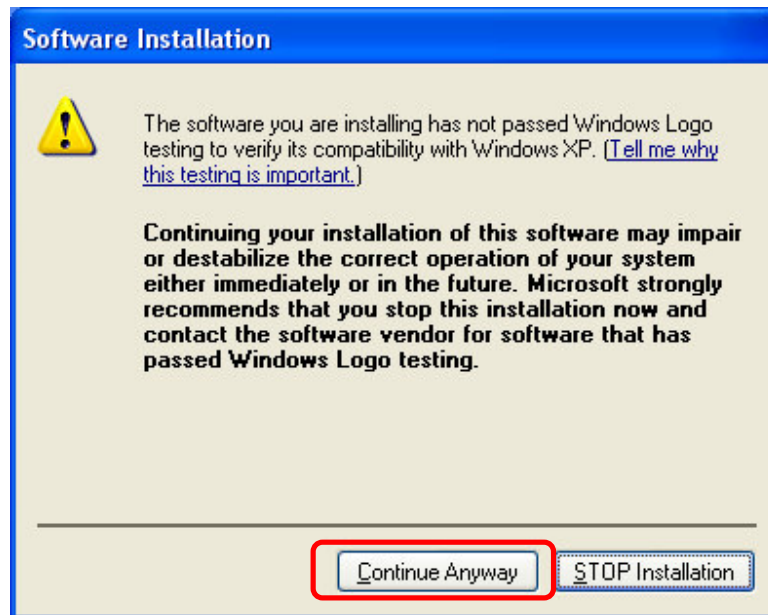 Software Installation
The software you are installing has not passed Windows Logo
testing to verify its compatibility with Windows XP. (Tell me why
this testing is important.)
Continuing your installation of this software may impair
or destabilize the correct operation of your system
either immediately or in the future. Microsoft strongly
recommends that you stop this installation now and
contact the software vendor for software that has
passed Windows Logo testing.
Continue Anyway
STOP Installation